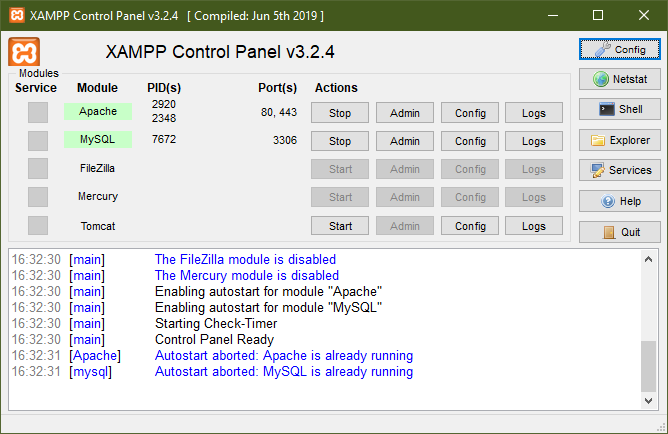 XAMPP Control Panel v3.2.4 [ Compiled: Jun 5th 2019 ]
XAMPP Control Panel v3.2.4
Config
Modules
Service Module PID(s) Port(s) Actions
Netstat
Apache 2920 2348 80, 443 Stop Admin Config Logs
Shell
MySQL 7672 3306 Stop Admin Config Logs
Explorer
FileZilla Start Admin Config Logs
Services
Mercury Start Admin Config Logs
Help
Tomcat Start Admin Config Logs
Quit
16:32:30 [main] The FileZilla module is disabled
16:32:30 [main] The Mercury module is disabled
16:32:30 [main] Enabling autostart for module "Apache"
16:32:30 [main] Enabling autostart for module "MySQL"
16:32:30 [main] Starting Check-Timer
16:32:30 [main] Control Panel Ready
16:32:31 [Apache] Autostart aborted: Apache is already running
16:32:31 [mysql] Autostart aborted: MySQL is already running